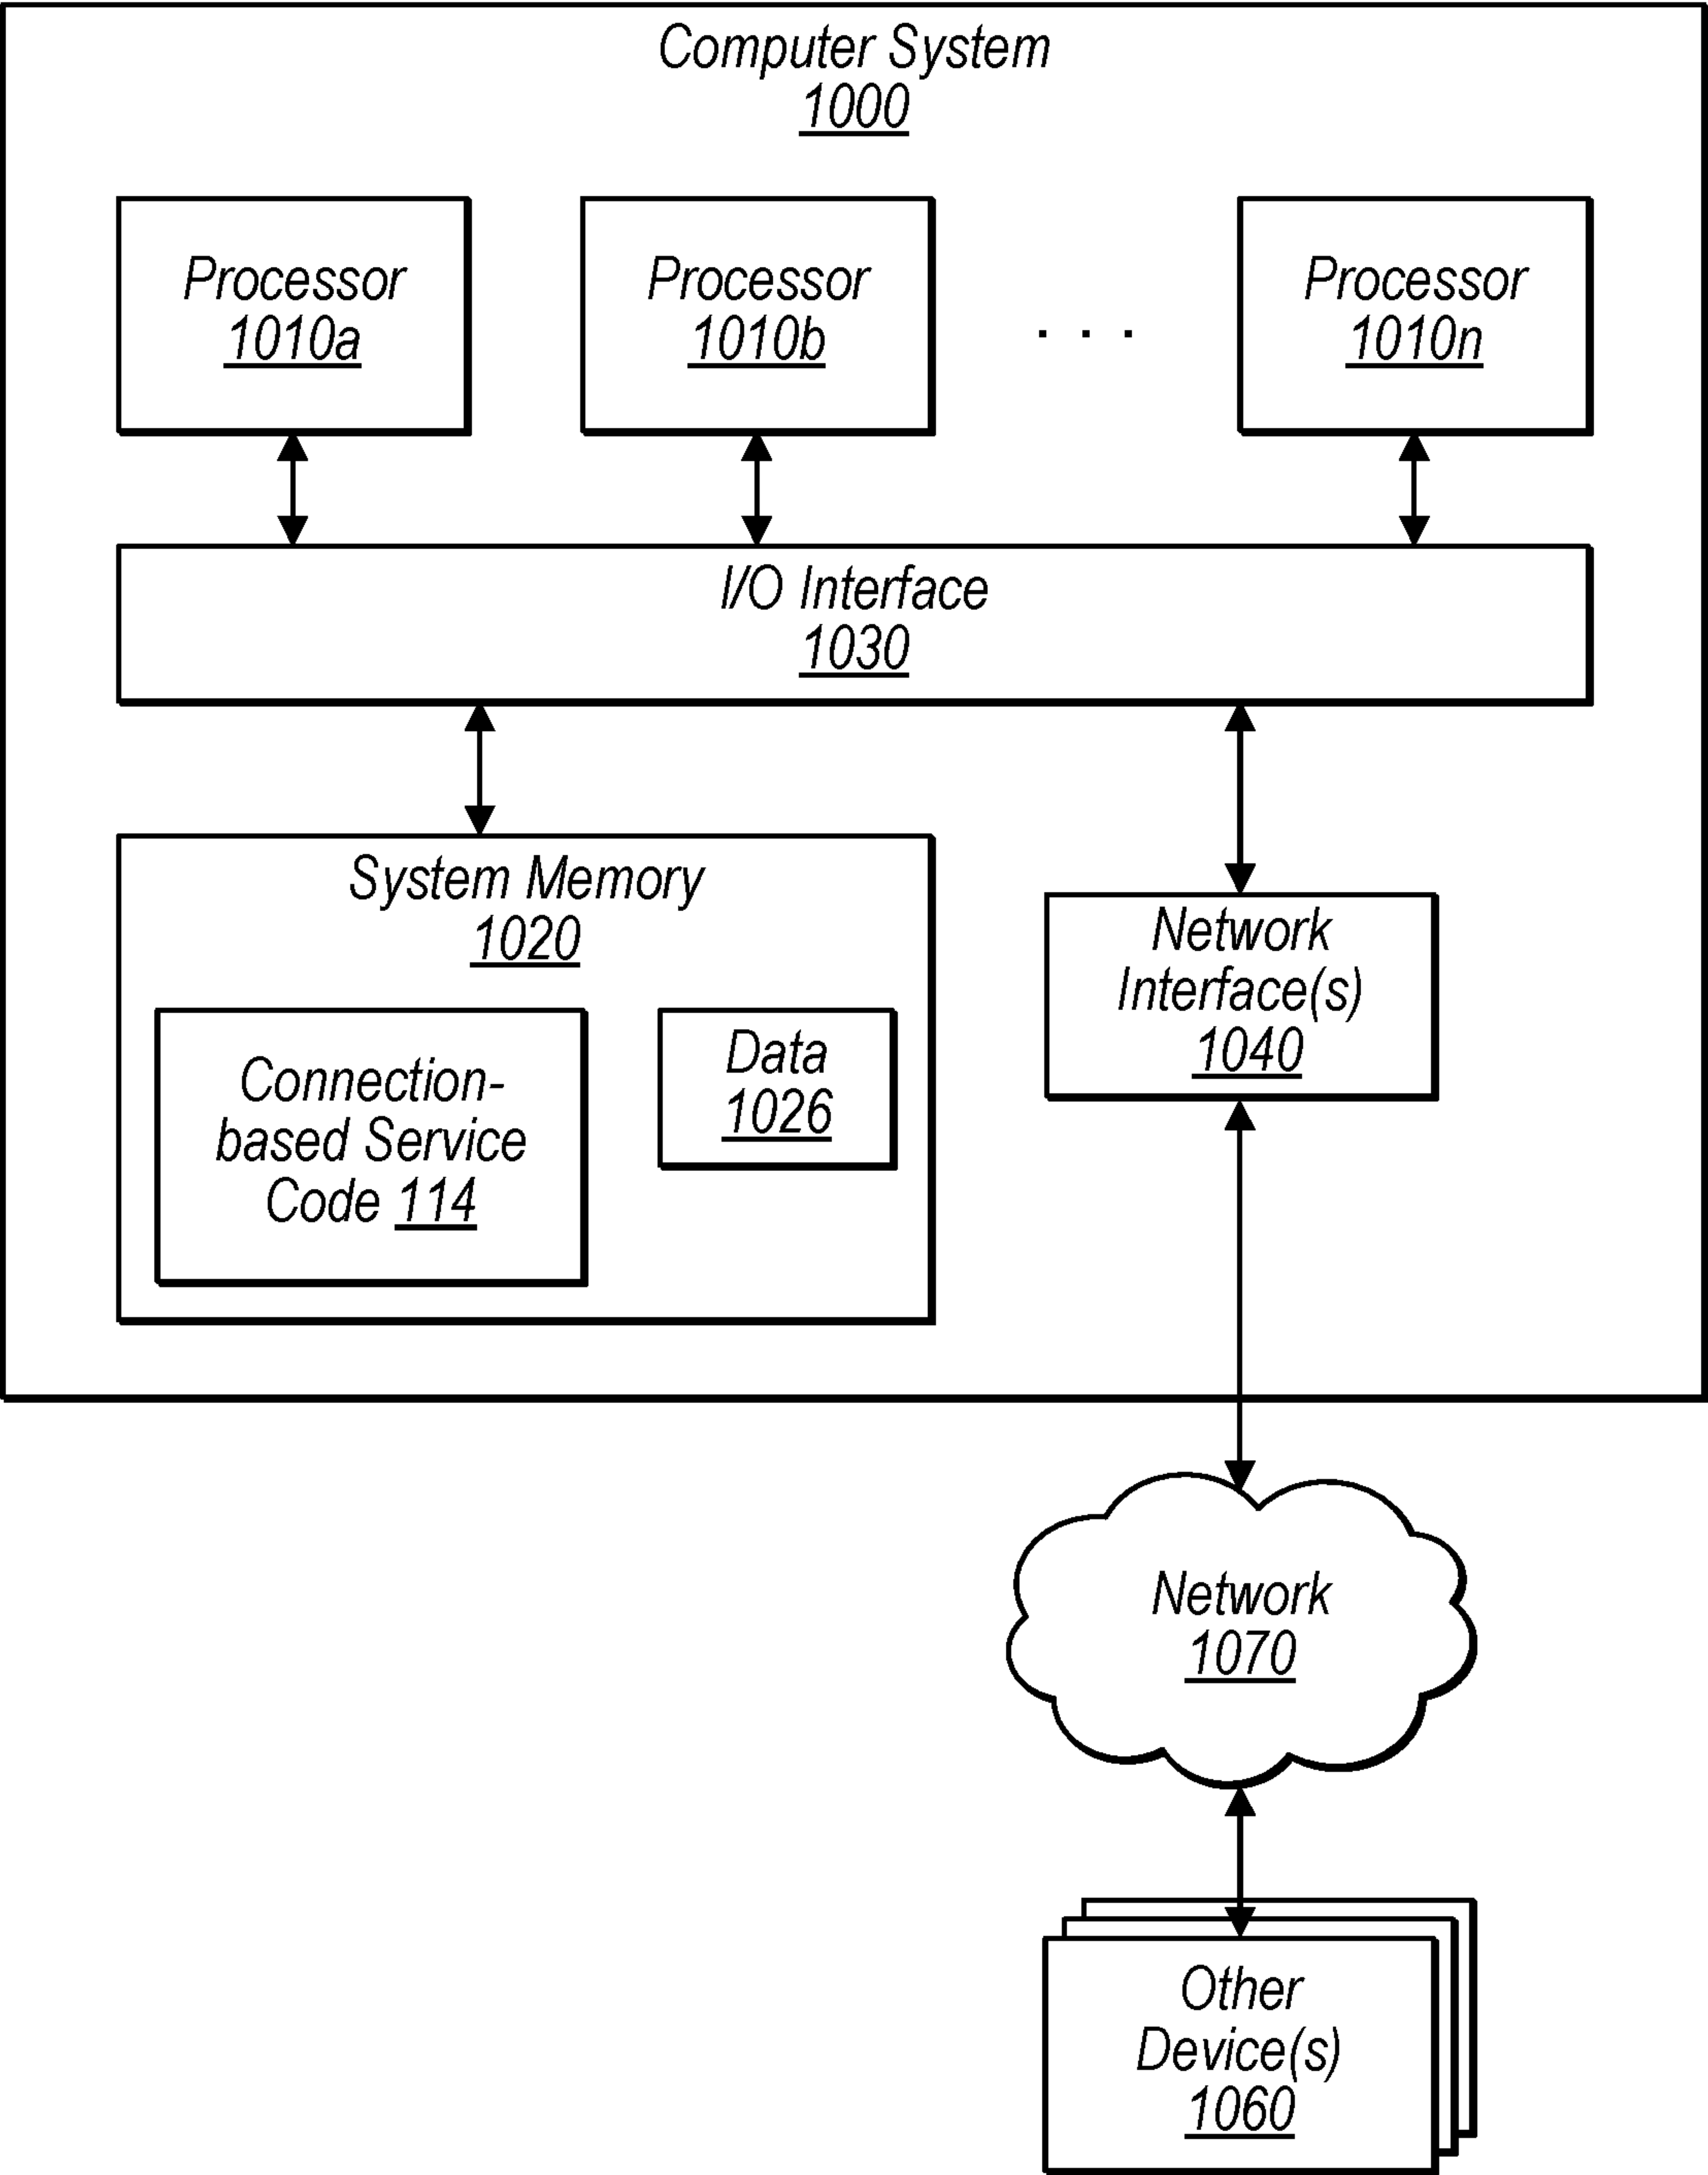 Computer System
1000
Processor
1010a
Processor
1010b
. . .
Processor
1010n
I/O Interface
1030
System Memory
1020
Connection-
based Service
Code 114
Data
1026
Network
Interface(s)
1040
Network
1070
Other
Device(s)
1060